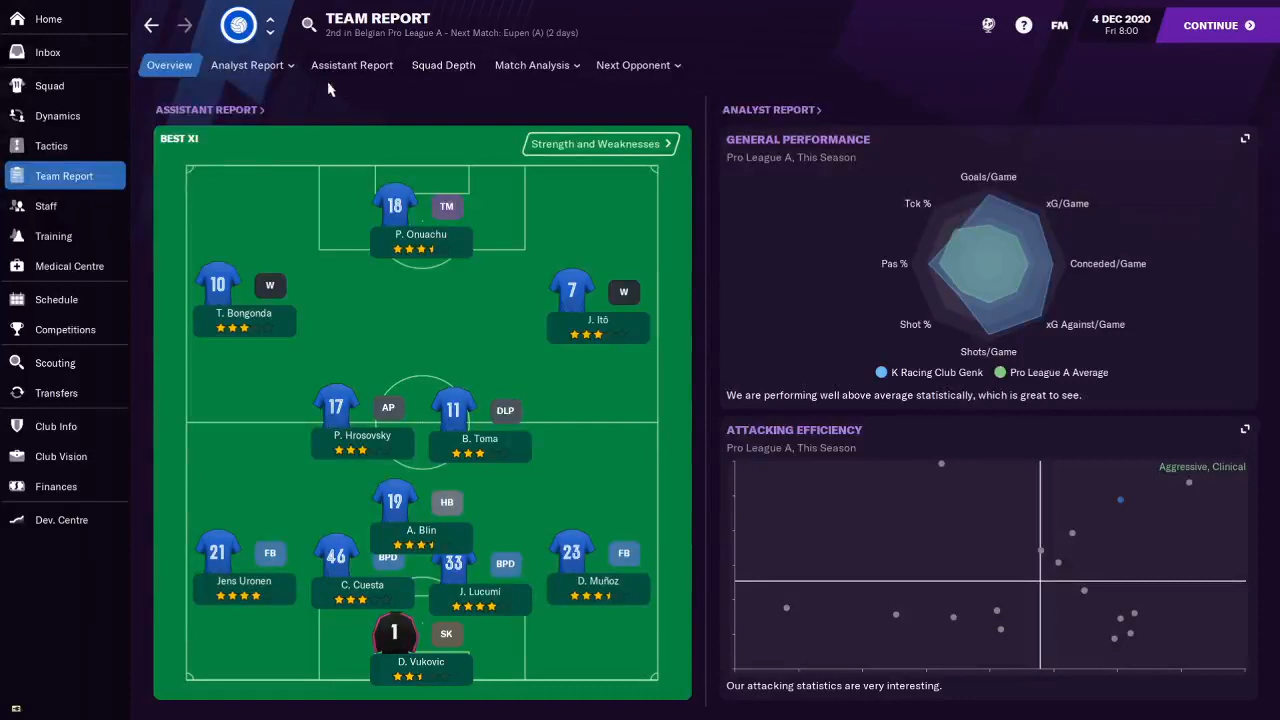 Home
Inbox
Squad
Dynamics
Tactics
Team Report
Staff
Training
Medical Centre
Schedule
Competitions
Scouting
Transfers
Club Info
Club Vision
Finances
Dev. Centre
TEAM REPORT
2nd in Belgian Pro League A - Next Match: Eupen (A) (2 days)
? FM
4 DEC 2020
Fri 8:00
CONTINUE
Overview Analyst Report Assistant Report Squad Depth Match Analysis Next Opponent
ASSISTANT REPORT
BEST XI
Strength and Weaknesses
18 TM
P. Onuachu
10 W
T. Bongonda
7 W
J. Itô
17 AP
P. Hrosovsky
11 DLP
B. Toma
19 HB
A. Blin
21 FB
Jens Uronen
46 BPD
C. Cuesta
33 BPD
J. Lucumi
23 FB
D. Muñoz
1 SK
D. Vukovic
ANALYST REPORT
GENERAL PERFORMANCE
Pro League A, This Season
Goals/Game
Tck %
xG/Game
Pas %
Conceded/Game
Shot %
xG Against/Game
Shots/Game
K Racing Club Genk Pro League A Average
We are performing well above average statistically, which is great to see.
ATTACKING EFFICIENCY
Pro League A, This Season
Aggressive, Clinical
Our attacking statistics are very interesting.